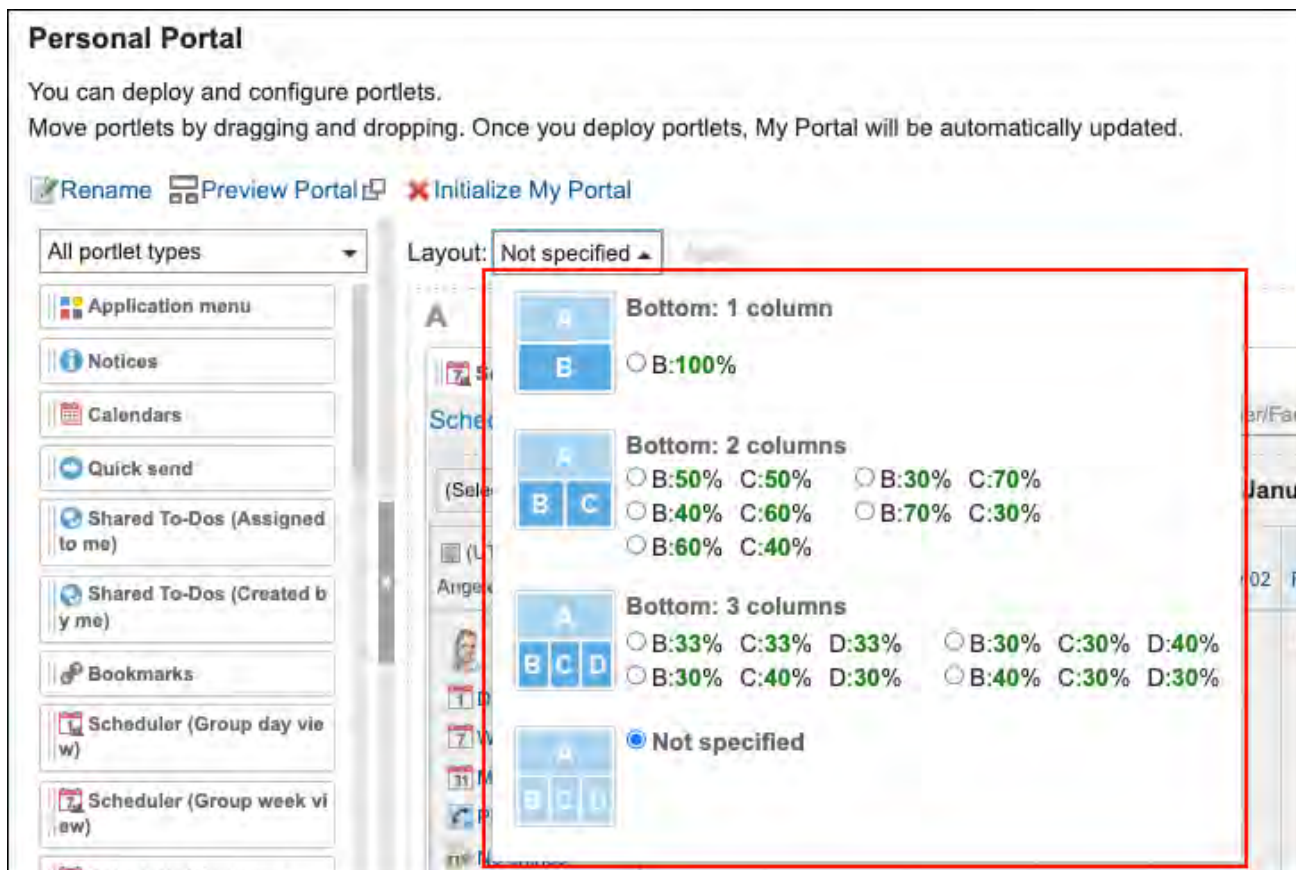 Personal Portal
You can deploy and configure portlets.
Move portlets by dragging and dropping. Once you deploy portlets, My Portal will be automatically updated.
Rename Preview Portal Initialize My Portal
All portlet types
Layout: Not specified
Application menu
Notices
Calendars
Quick send
Shared To-Dos (Assigned
to me)
Shared To-Dos (Created b
y me)
Bookmarks
Scheduler (Group day vie
w)
Scheduler (Group week vi
ew)
A
A
B
Bottom: 1 column
B:100%
A
B C
Bottom: 2 columns
B:50% C:50% B:30% C:70%
B:40% C:60% B:70% C:30%
B:60% C:40%
A
B C D
Bottom: 3 columns
B:33% C:33% D:33% B:30% C:30% D:40%
B:30% C:40% D:30% B:40% C:30% D:30%
A
B C D
Not specified
02